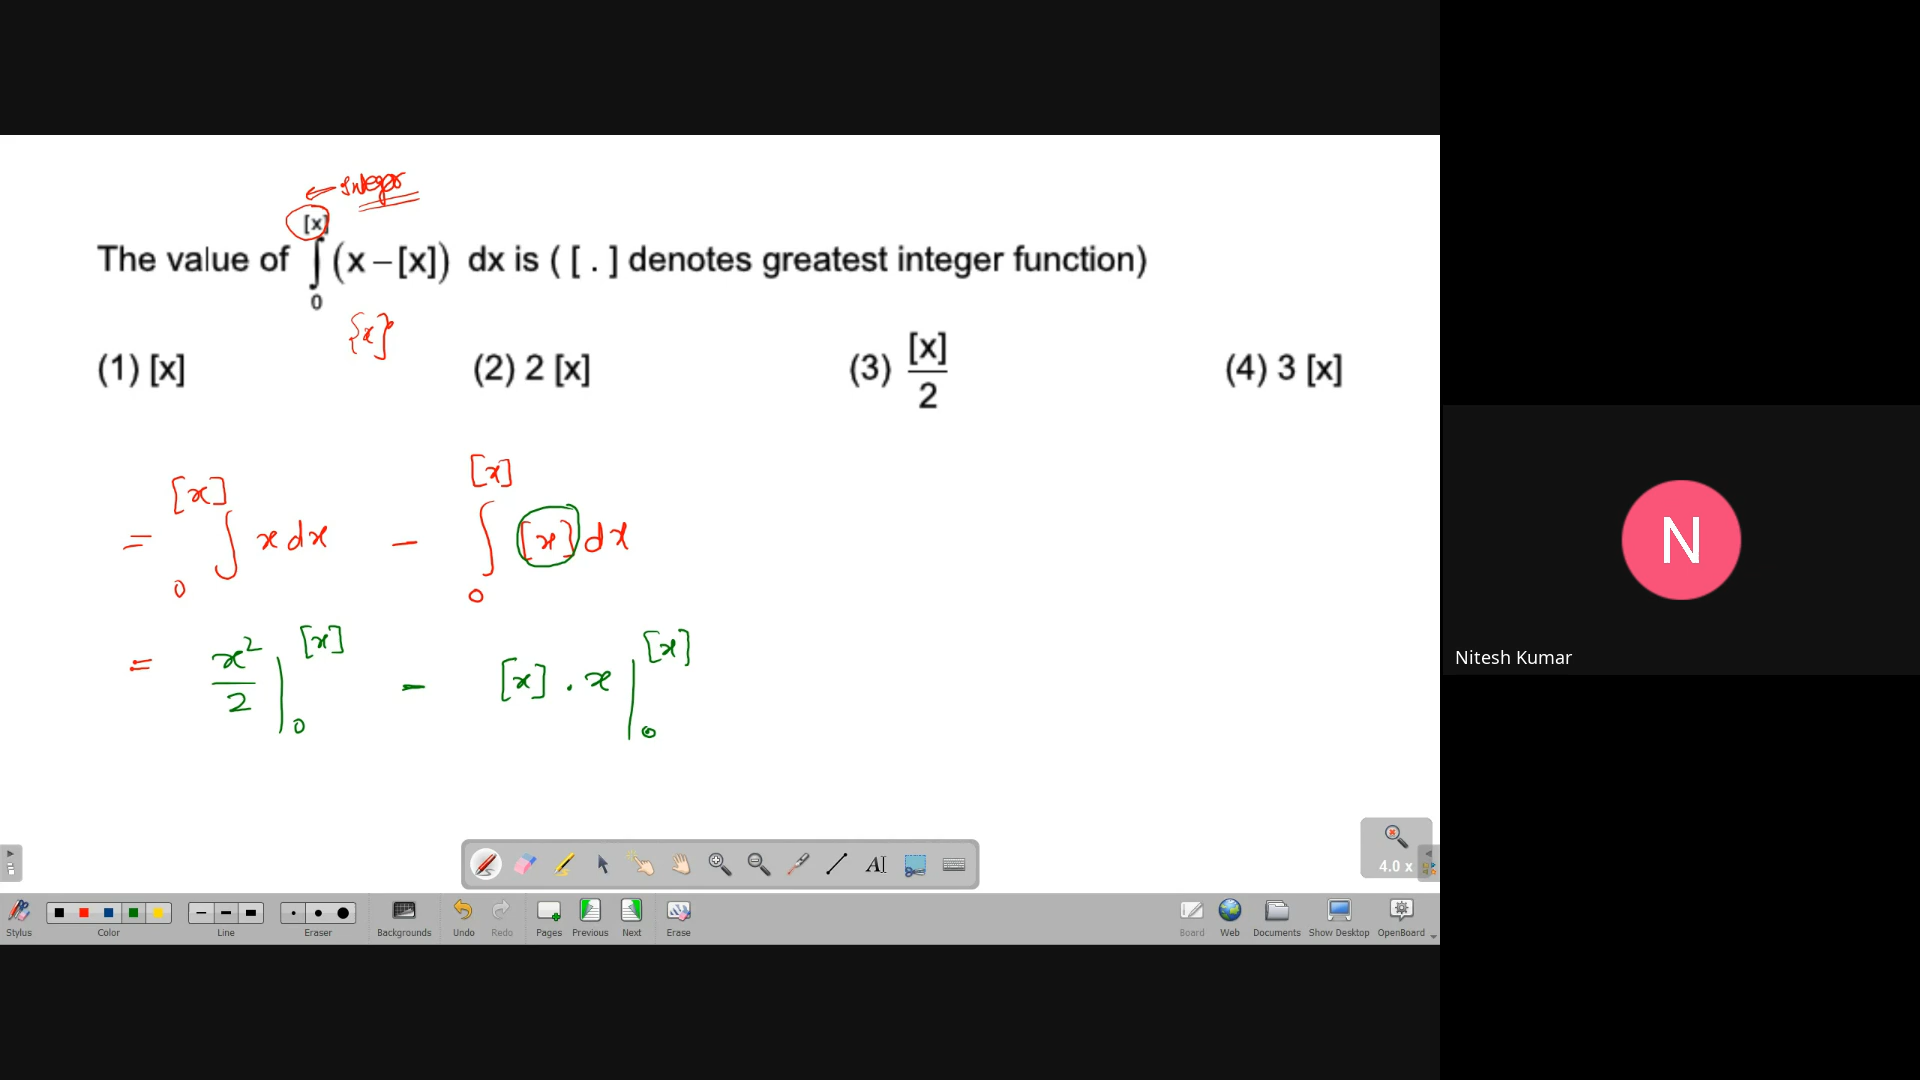 ← Integer
[x]
The value of ∫ (x – [x]) dx is ( [ . ] denotes greatest integer function)
0
{x}
(1) [x] (2) 2 [x] (3) [x]/2 (4) 3 [x]
[x] [x]
= ∫ x dx – ∫ [x] dx
0 0
= x²/2 |₀^[x] – [x] . x |₀^[x]
N
Nitesh Kumar
4.0 x
Stylus Color Line Eraser Backgrounds Undo Redo Pages Previous Next Erase Board Web Documents Show Desktop OpenBoard